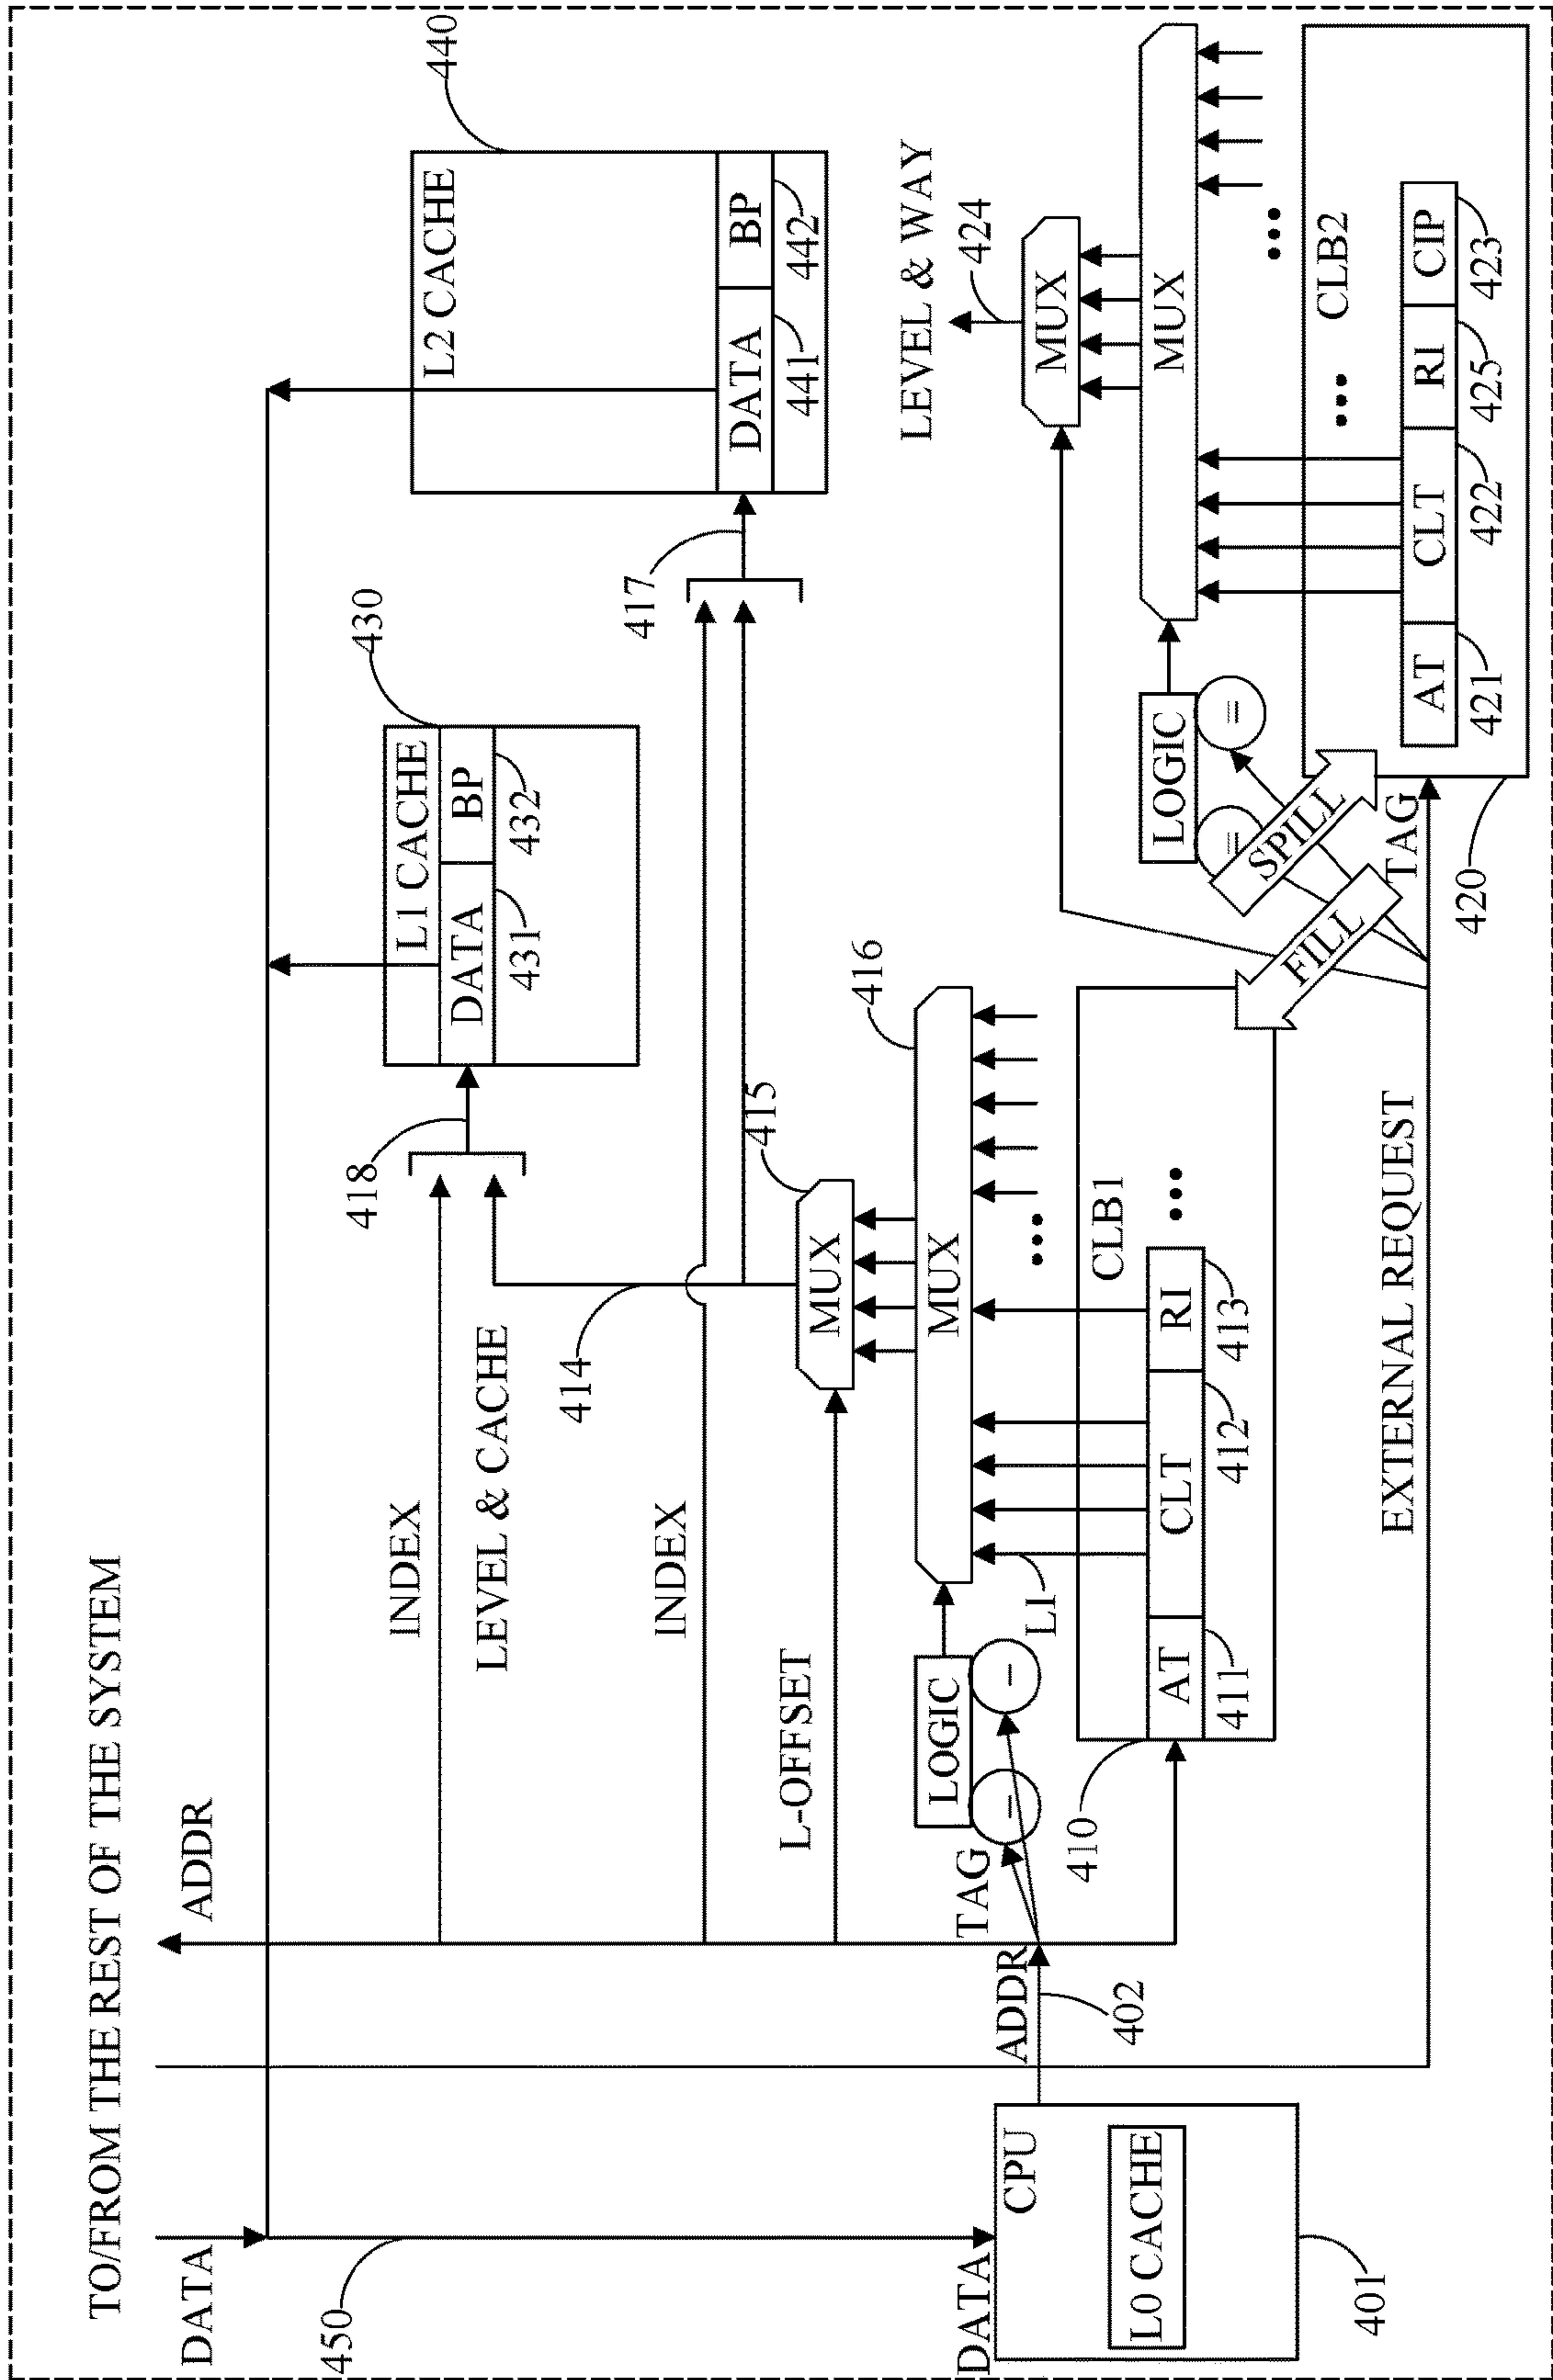 TO/FROM THE REST OF THE SYSTEM
DATA
ADDR
450
INDEX
LEVEL & CACHE
INDEX
418
L1 CACHE
430
DATA
BP
431
432
L2 CACHE
440
DATA
BP
441
442
417
414
L-OFFSET
MUX
415
LEVEL & WAY
424
MUX
LOGIC
=
–
TAG
MUX
416
LI
ADDR
402
DATA
CPU
L0 CACHE
401
410
CLB1
...
...
AT
CLT
RI
411
412
413
LOGIC
=
=
MUX
...
SPILL
FILL
EXTERNAL REQUEST
TAG
420
CLB2
...
AT
CLT
RI
CIP
421
422
425
423